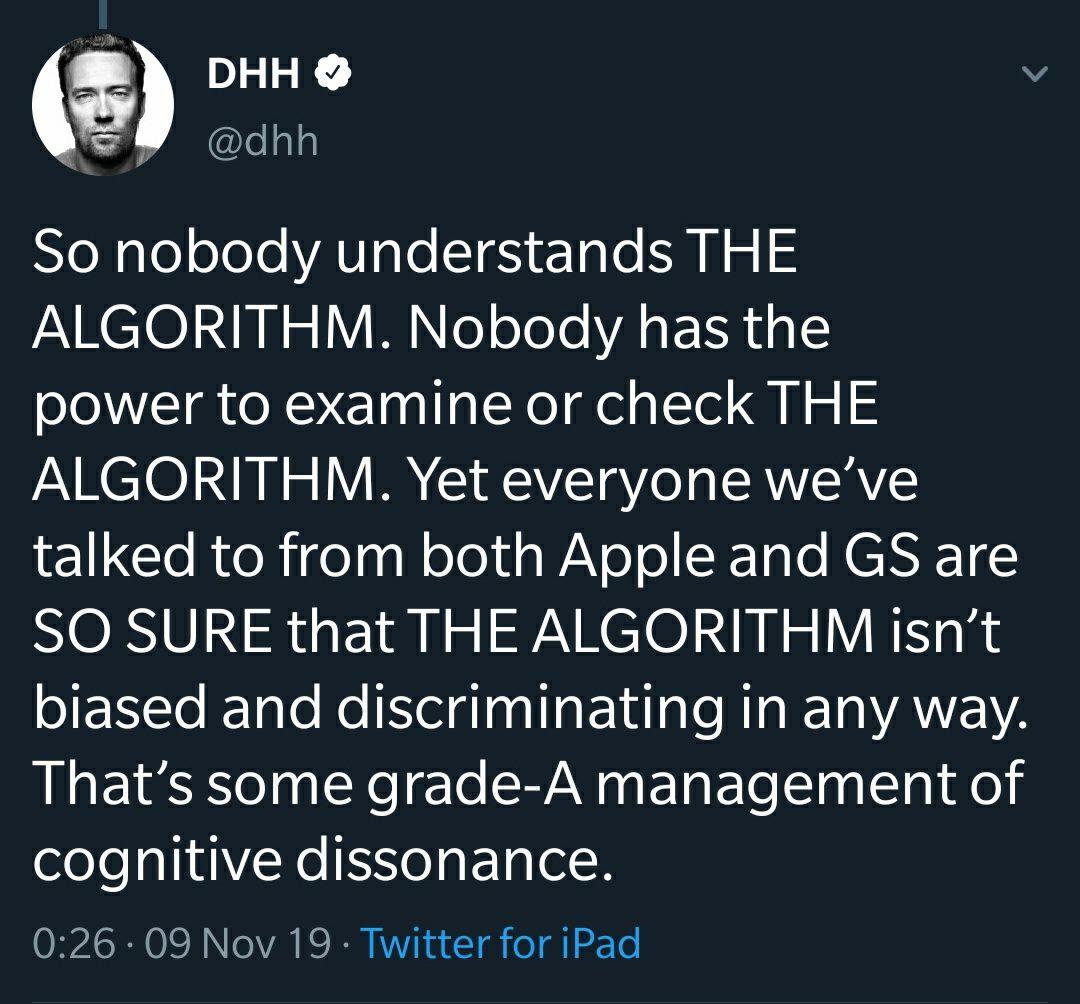 DHH
@dhh
So nobody understands THE
ALGORITHM. Nobody has the
power to examine or check THE
ALGORITHM. Yet everyone we’ve
talked to from both Apple and GS are
SO SURE that THE ALGORITHM isn’t
biased and discriminating in any way.
That’s some grade-A management of
cognitive dissonance.
0:26 · 09 Nov 19 · Twitter for iPad